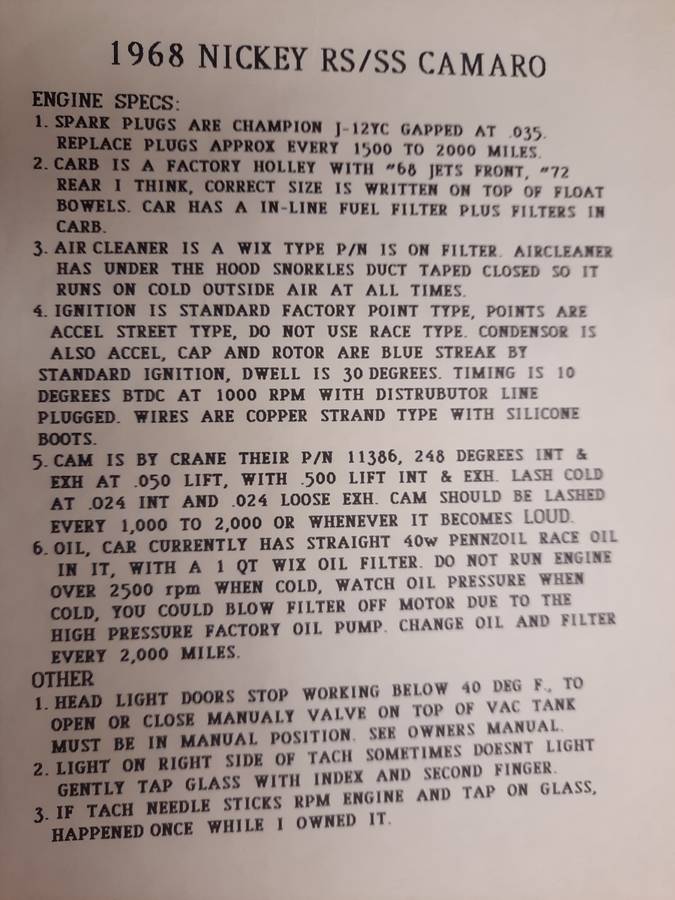 1968 NICKEY RS/SS CAMARO
ENGINE SPECS:
1. SPARK PLUGS ARE CHAMPION J-12YC GAPPED AT .035.
REPLACE PLUGS APPROX EVERY 1500 TO 2000 MILES.
2. CARB IS A FACTORY HOLLEY WITH "68 JETS FRONT, "72
REAR I THINK, CORRECT SIZE IS WRITTEN ON TOP OF FLOAT
BOWELS. CAR HAS A IN-LINE FUEL FILTER PLUS FILTERS IN
CARB.
3. AIR CLEANER IS A WIX TYPE P/N IS ON FILTER. AIRCLEANER
HAS UNDER THE HOOD SNORKLES DUCT TAPED CLOSED SO IT
RUNS ON COLD OUTSIDE AIR AT ALL TIMES.
4. IGNITION IS STANDARD FACTORY POINT TYPE, POINTS ARE
ACCEL STREET TYPE, DO NOT USE RACE TYPE. CONDENSOR IS
ALSO ACCEL, CAP AND ROTOR ARE BLUE STREAK BY
STANDARD IGNITION, DWELL IS 30 DEGREES. TIMING IS 10
DEGREES BTDC AT 1000 RPM WITH DISTRUBUTOR LINE
PLUGGED. WIRES ARE COPPER STRAND TYPE WITH SILICONE
BOOTS.
5. CAM IS BY CRANE THEIR P/N 11386, 248 DEGREES INT &
EXH AT .050 LIFT, WITH .500 LIFT INT & EXH. LASH COLD
AT .024 INT AND .024 LOOSE EXH. CAM SHOULD BE LASHED
EVERY 1,000 TO 2,000 OR WHENEVER IT BECOMES LOUD.
6. OIL, CAR CURRENTLY HAS STRAIGHT 40w PENNZOIL RACE OIL
IN IT, WITH A 1 QT WIX OIL FILTER. DO NOT RUN ENGINE
OVER 2500 rpm WHEN COLD, WATCH OIL PRESSURE WHEN
COLD, YOU COULD BLOW FILTER OFF MOTOR DUE TO THE
HIGH PRESSURE FACTORY OIL PUMP. CHANGE OIL AND FILTER
EVERY 2,000 MILES.
OTHER
1. HEAD LIGHT DOORS STOP WORKING BELOW 40 DEG F., TO
OPEN OR CLOSE MANUALY VALVE ON TOP OF VAC TANK
MUST BE IN MANUAL POSITION. SEE OWNERS MANUAL.
2. LIGHT ON RIGHT SIDE OF TACH SOMETIMES DOESNT LIGHT
GENTLY TAP GLASS WITH INDEX AND SECOND FINGER.
3. IF TACH NEEDLE STICKS RPM ENGINE AND TAP ON GLASS,
HAPPENED ONCE WHILE I OWNED IT.